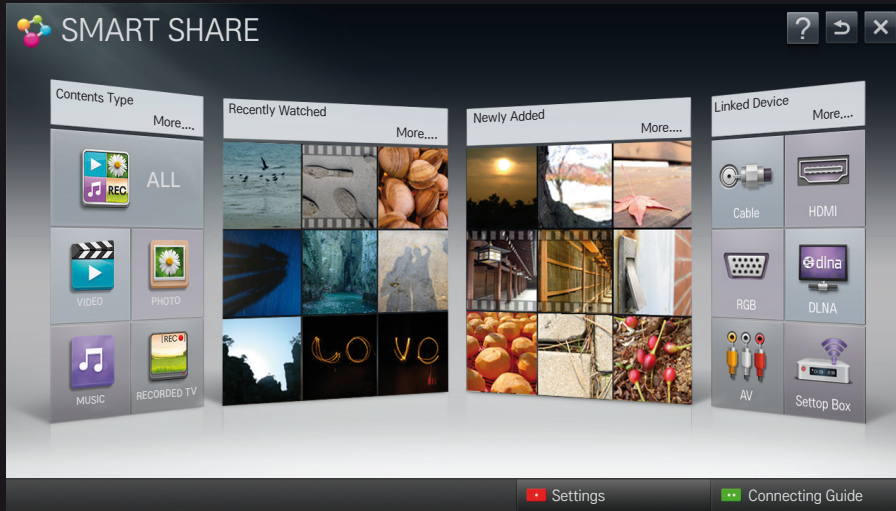 SMART SHARE
?
Contents Type
More....
ALL
REC
VIDEO
PHOTO
MUSIC
[REC●]
RECORDED TV
Recently Watched
More....
LOVe
Newly Added
More....
Linked Device
More....
Cable
HDMI
RGB
dlna
DLNA
AV
Settop Box
Settings
Connecting Guide